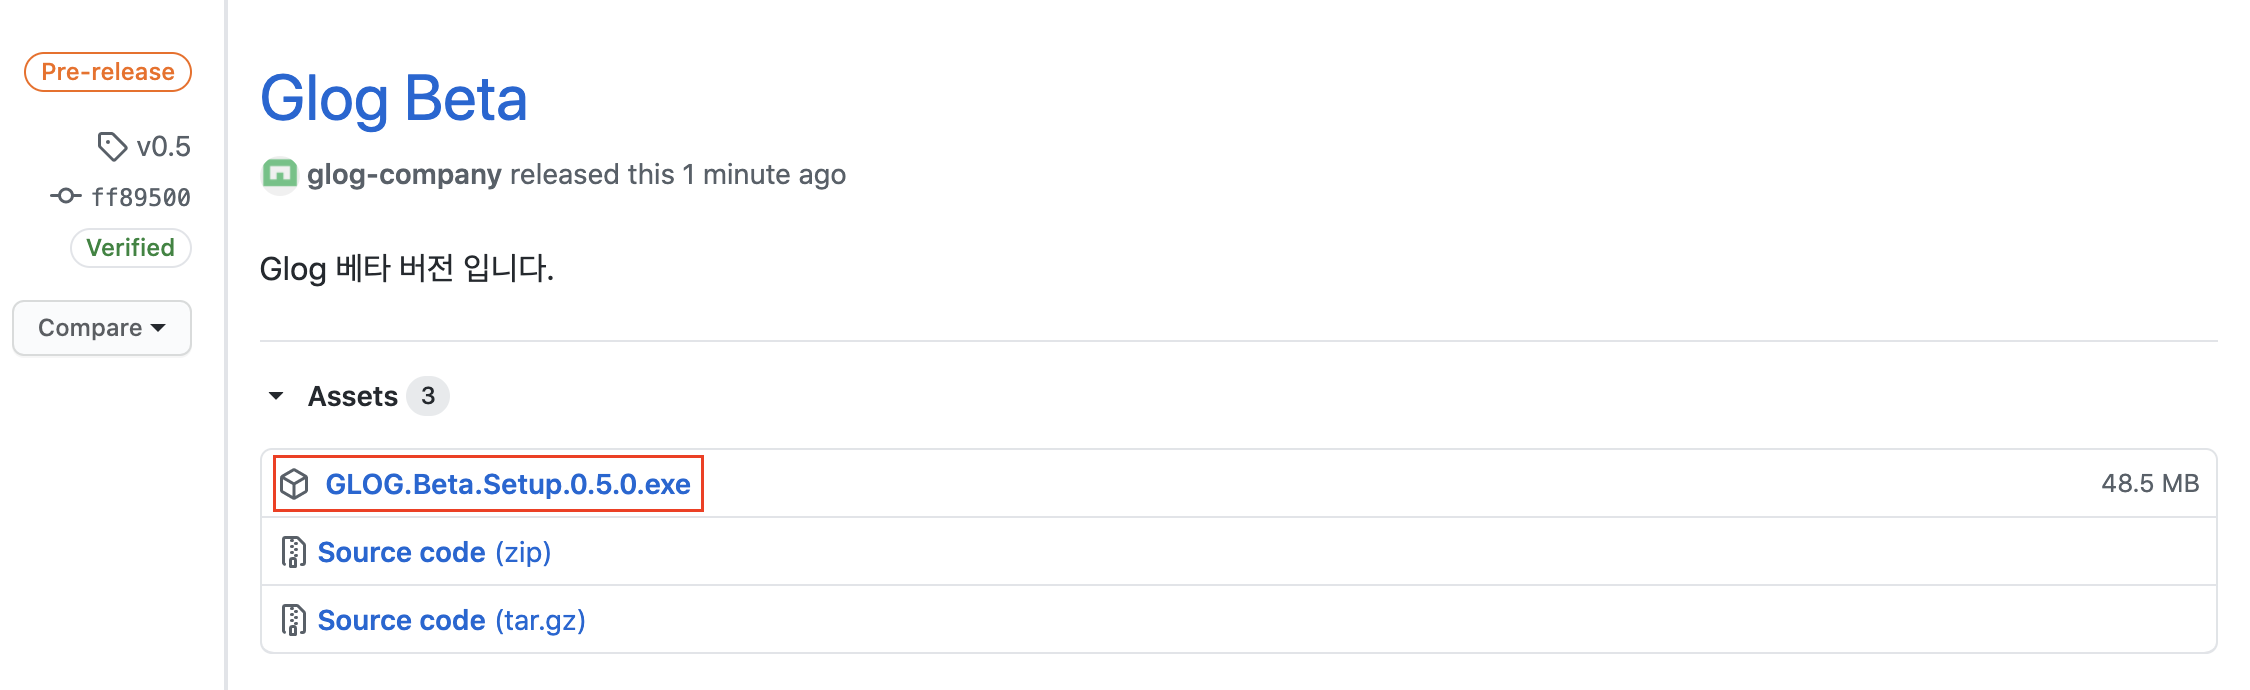 Pre-release
v0.5
ff89500
Verified
Compare
Glog Beta
glog-company released this 1 minute ago
Glog 베타 버전 입니다.
Assets 3
GLOG.Beta.Setup.0.5.0.exe 48.5 MB
Source code (zip)
Source code (tar.gz)